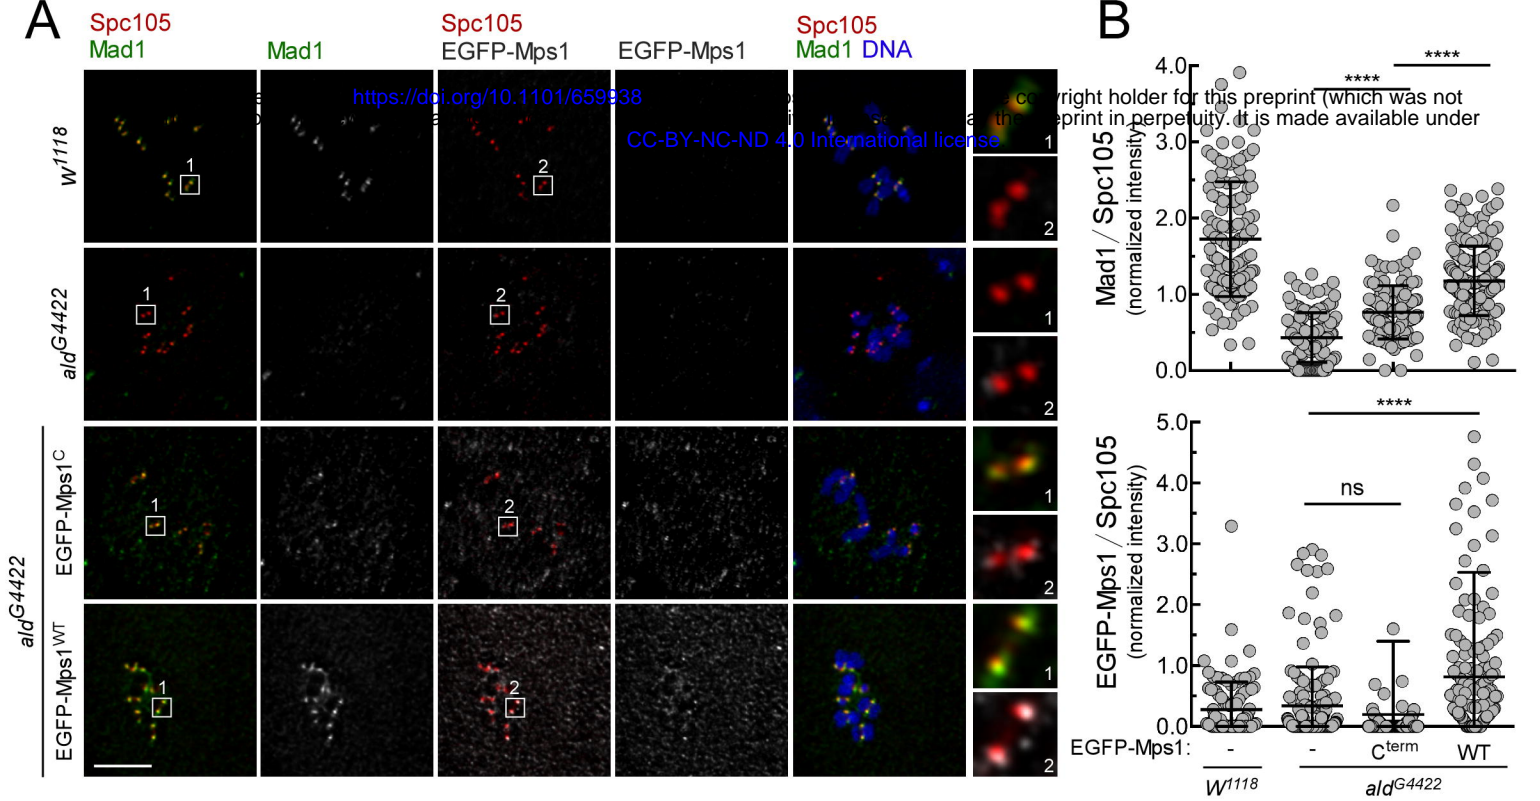 A
Spc105
Mad1
Mad1
Spc105
EGFP-Mps1
EGFP-Mps1
Spc105
Mad1 DNA
https://doi.org/10.1101/659938
copyright holder for this preprint (which was not
the preprint in perpetuity. It is made available under
CC-BY-NC-ND 4.0 International license
w1118
1
2
1
2
aldG4422
1
2
1
2
aldG4422
EGFP-Mps1C
1
2
1
2
EGFP-Mps1WT
1
2
1
2
B
Mad1 / Spc105
(normalized intensity)
4.0
3.0
2.0
1.0
0.0
****
****
EGFP-Mps1 / Spc105
(normalized intensity)
5.0
4.0
3.0
2.0
1.0
0.0
****
ns
EGFP-Mps1: - - Cterm WT
W1118 aldG4422